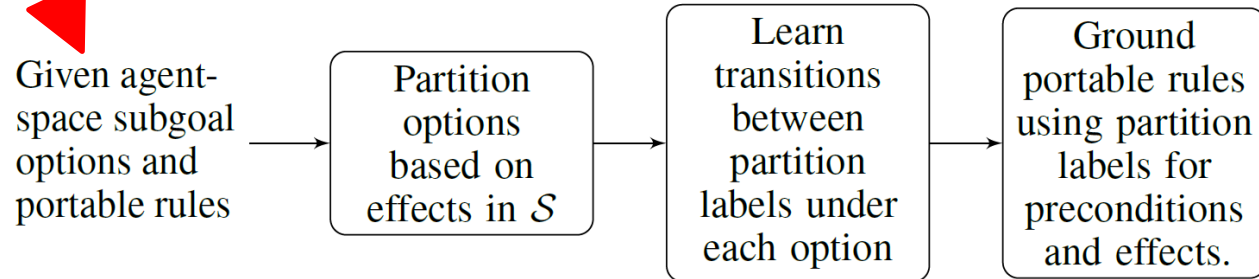 Given agent-
space subgoal
options and
portable rules
Partition
options
based on
effects in 𝒮
Learn
transitions
between
partition
labels under
each option
Ground
portable rules
using partition
labels for
preconditions
and effects.